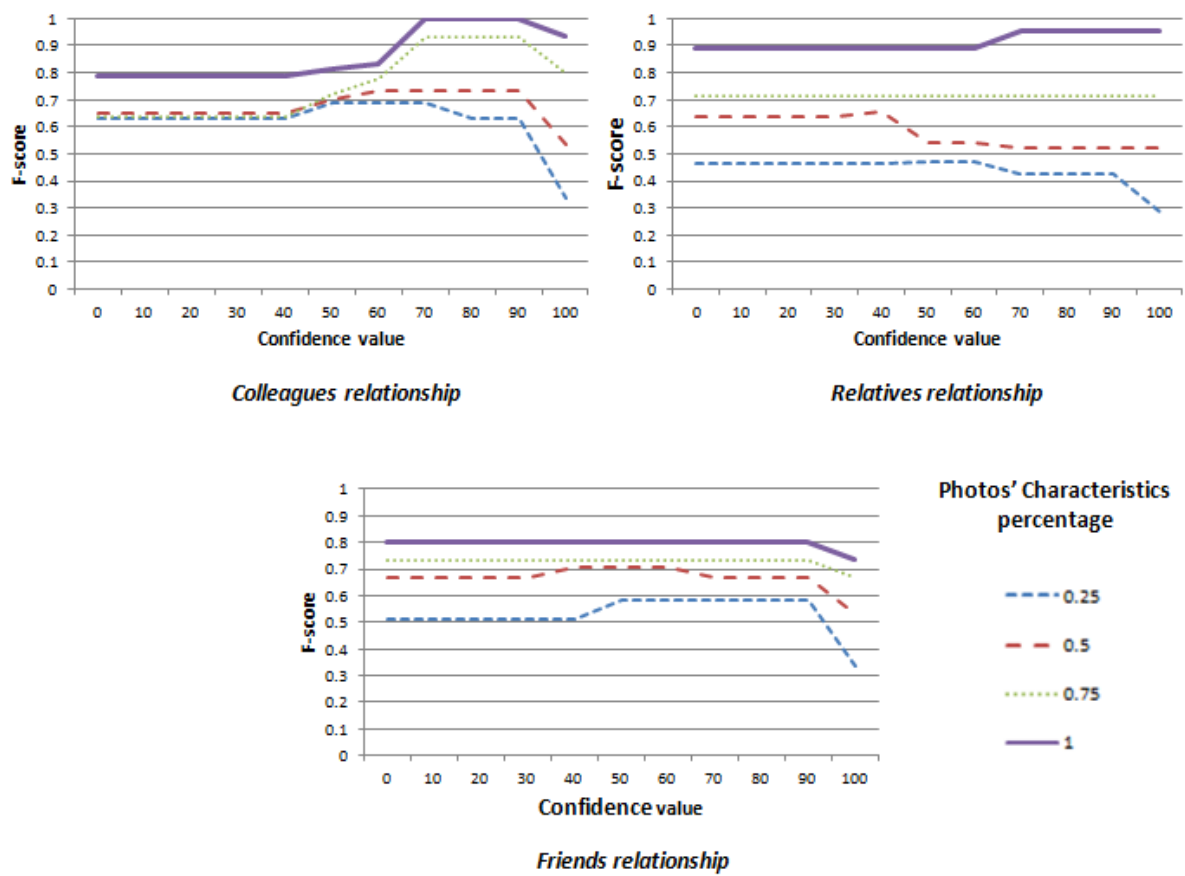 1
0.9
0.8
0.7
0.6
0.5
0.4
0.3
0.2
0.1
0
F-score
0 10 20 30 40 50 60 70 80 90 100
Confidence value
Colleagues relationship
1
0.9
0.8
0.7
0.6
0.5
0.4
0.3
0.2
0.1
0
F-score
0 10 20 30 40 50 60 70 80 90 100
Confidence value
Relatives relationship
1
0.9
0.8
0.7
0.6
0.5
0.4
0.3
0.2
0.1
0
F-score
0 10 20 30 40 50 60 70 80 90 100
Confidence value
Friends relationship
Photos' Characteristics
percentage
0.25
0.5
0.75
1